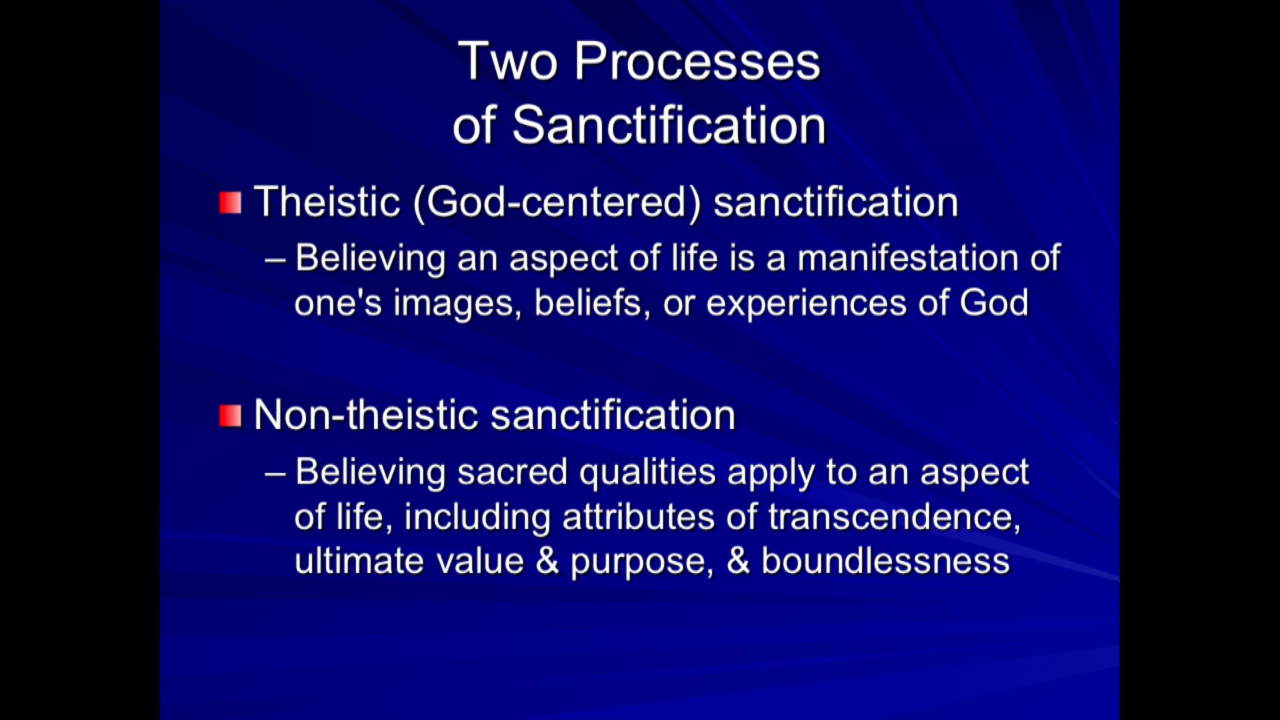 Two Processes
of Sanctification
Theistic (God-centered) sanctification
– Believing an aspect of life is a manifestation of
one's images, beliefs, or experiences of God
Non-theistic sanctification
– Believing sacred qualities apply to an aspect
of life, including attributes of transcendence,
ultimate value & purpose, & boundlessness